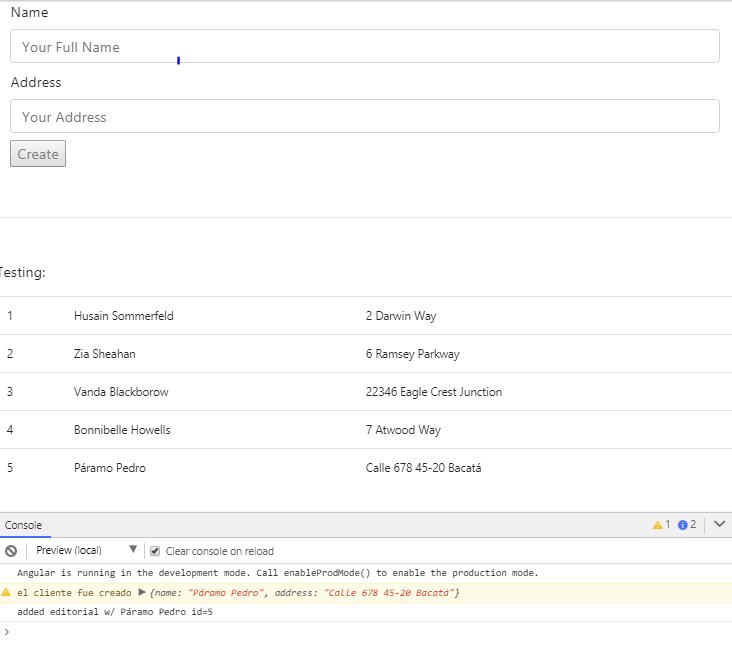 Name
Your Full Name
Address
Your Address
Create
Testing:
1 Husain Sommerfeld 2 Darwin Way
2 Zia Sheahan 6 Ramsey Parkway
3 Vanda Blackborow 22346 Eagle Crest Junction
4 Bonnibelle Howells 7 Atwood Way
5 Páramo Pedro Calle 678 45-20 Bacatá
Console 1 2
Preview (local) ▼ Clear console on reload
Angular is running in the development mode. Call enableProdMode() to enable the production mode.
el cliente fue creado ▶ {name: "Páramo Pedro", address: "Calle 678 45-20 Bacatá"}
added editorial w/ Páramo Pedro id=5
>